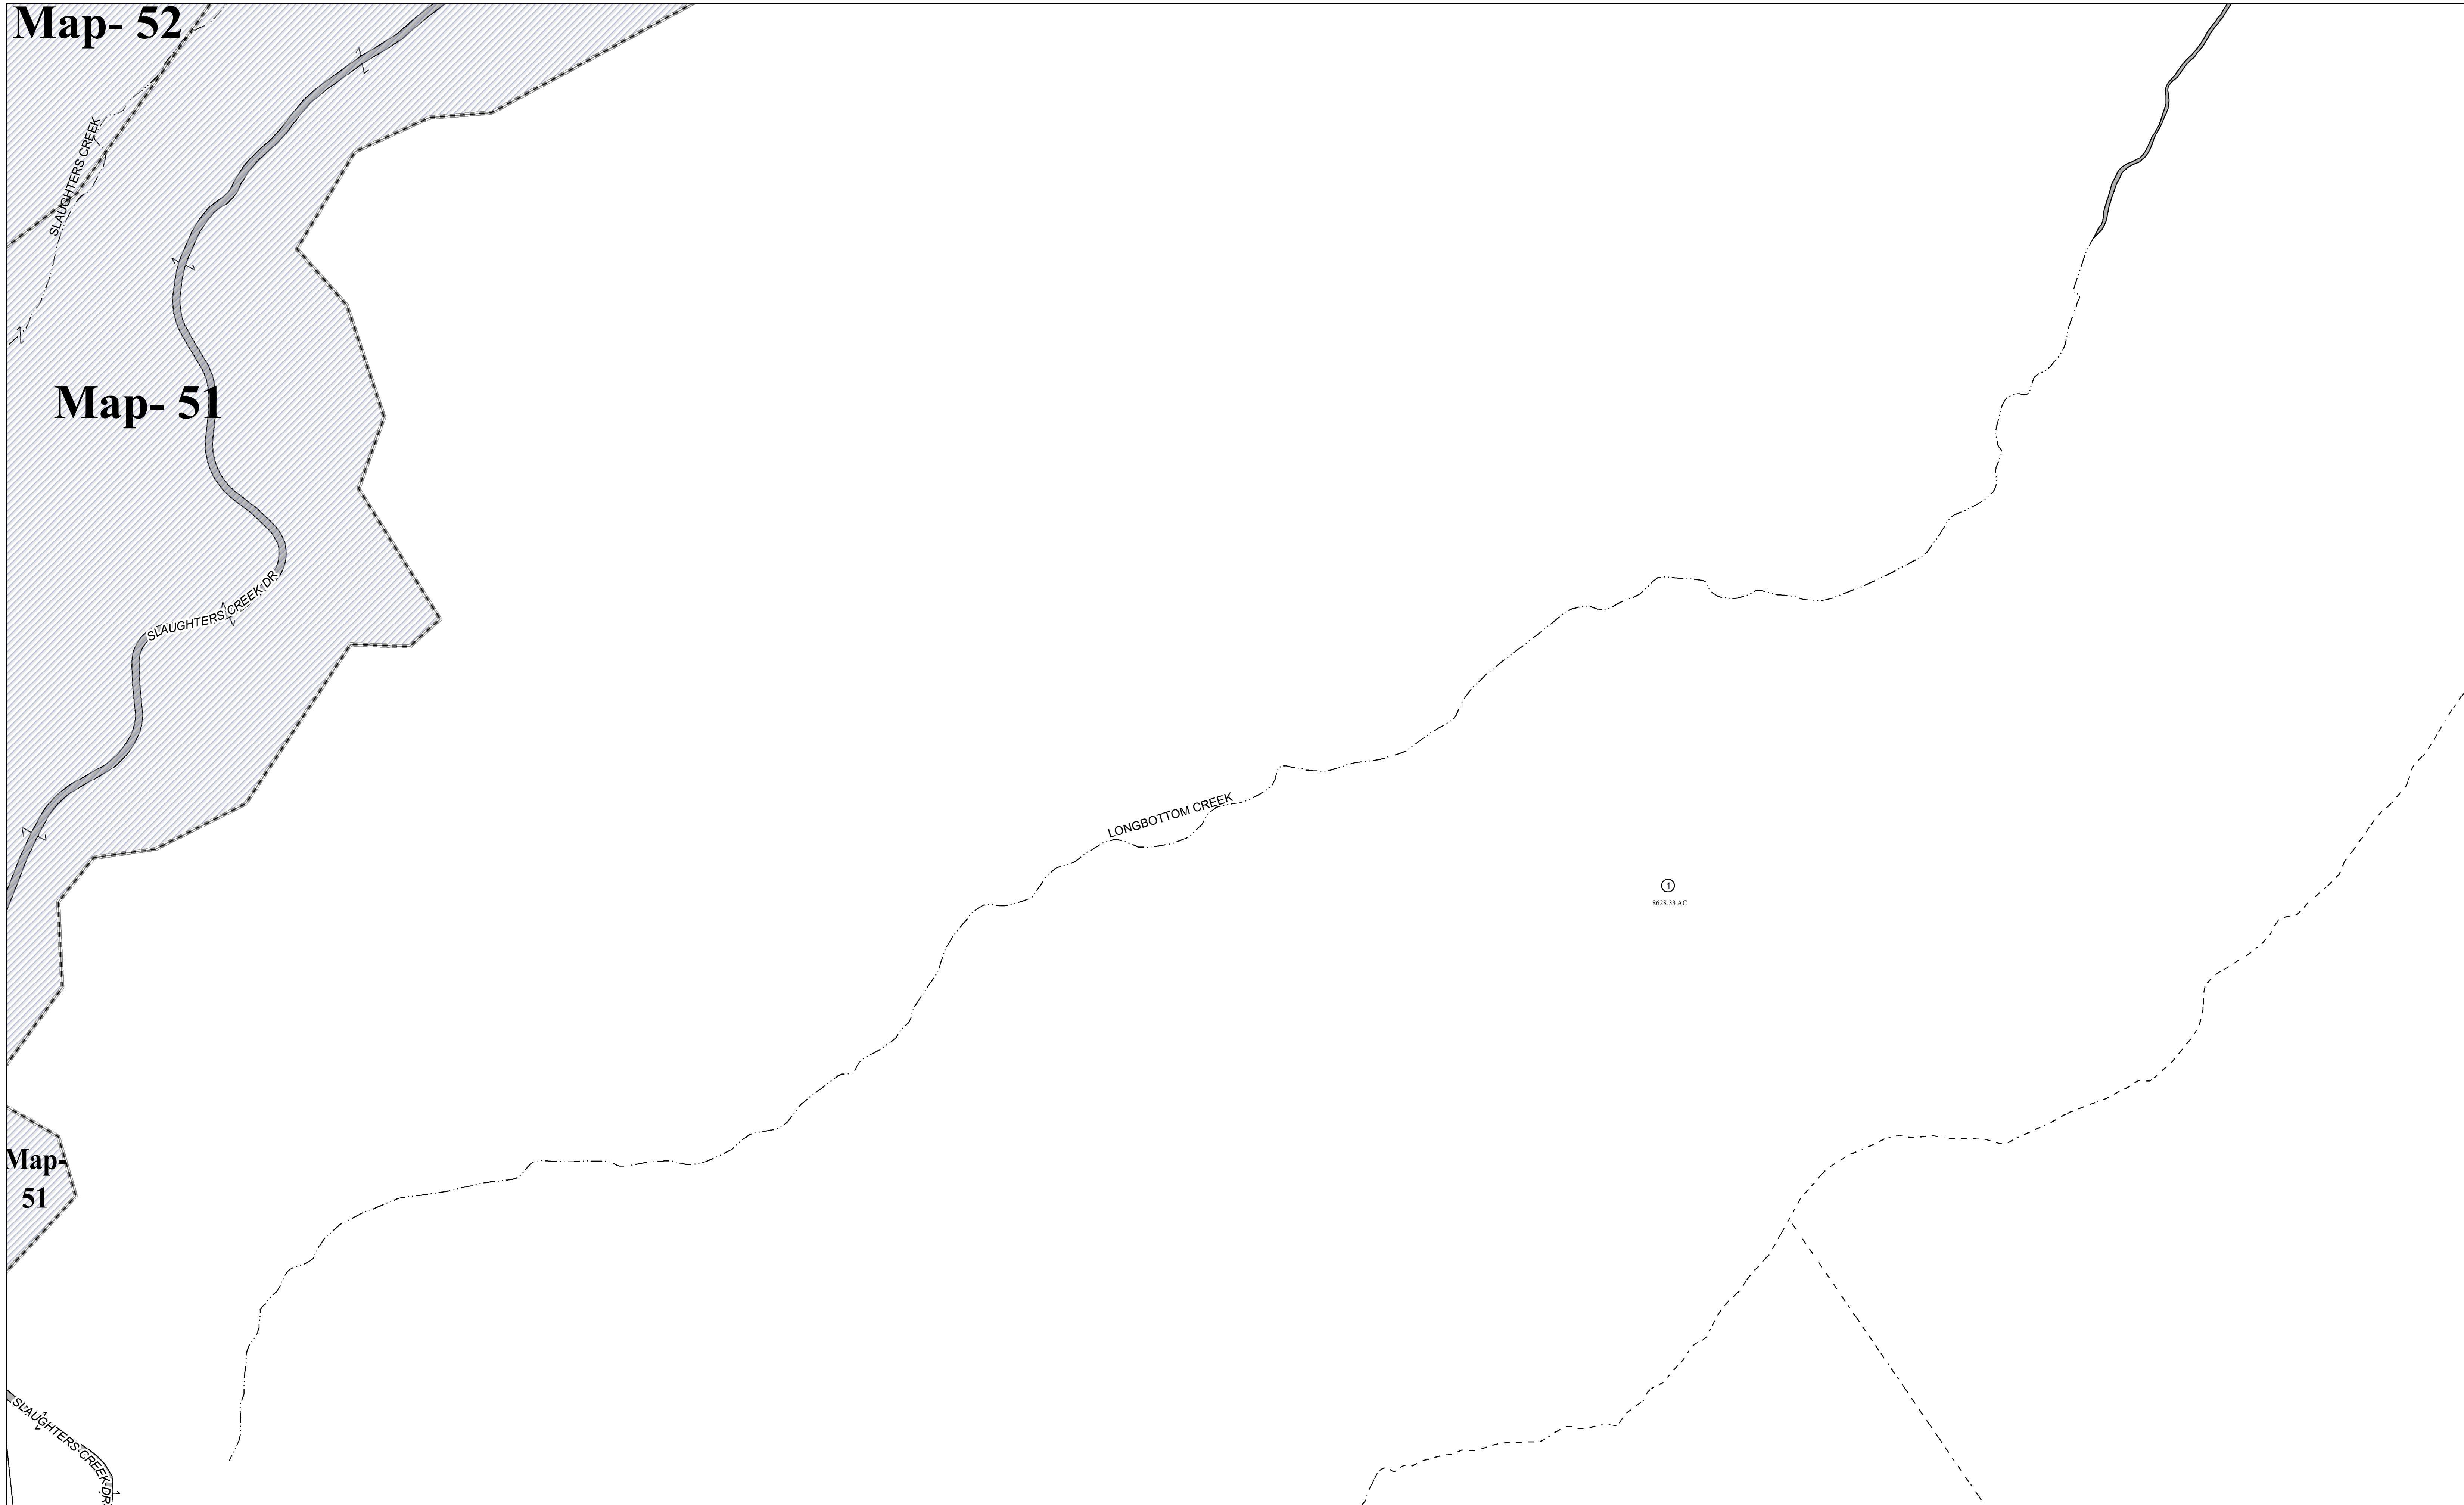 Map- 52
SLAUGHTERS CREEK
Map- 51
SLAUGHTERS CREEK DR
LONGBOTTOM CREEK
1
8628.33 AC
Map-
51
SLAUGHTERS CREEK DR